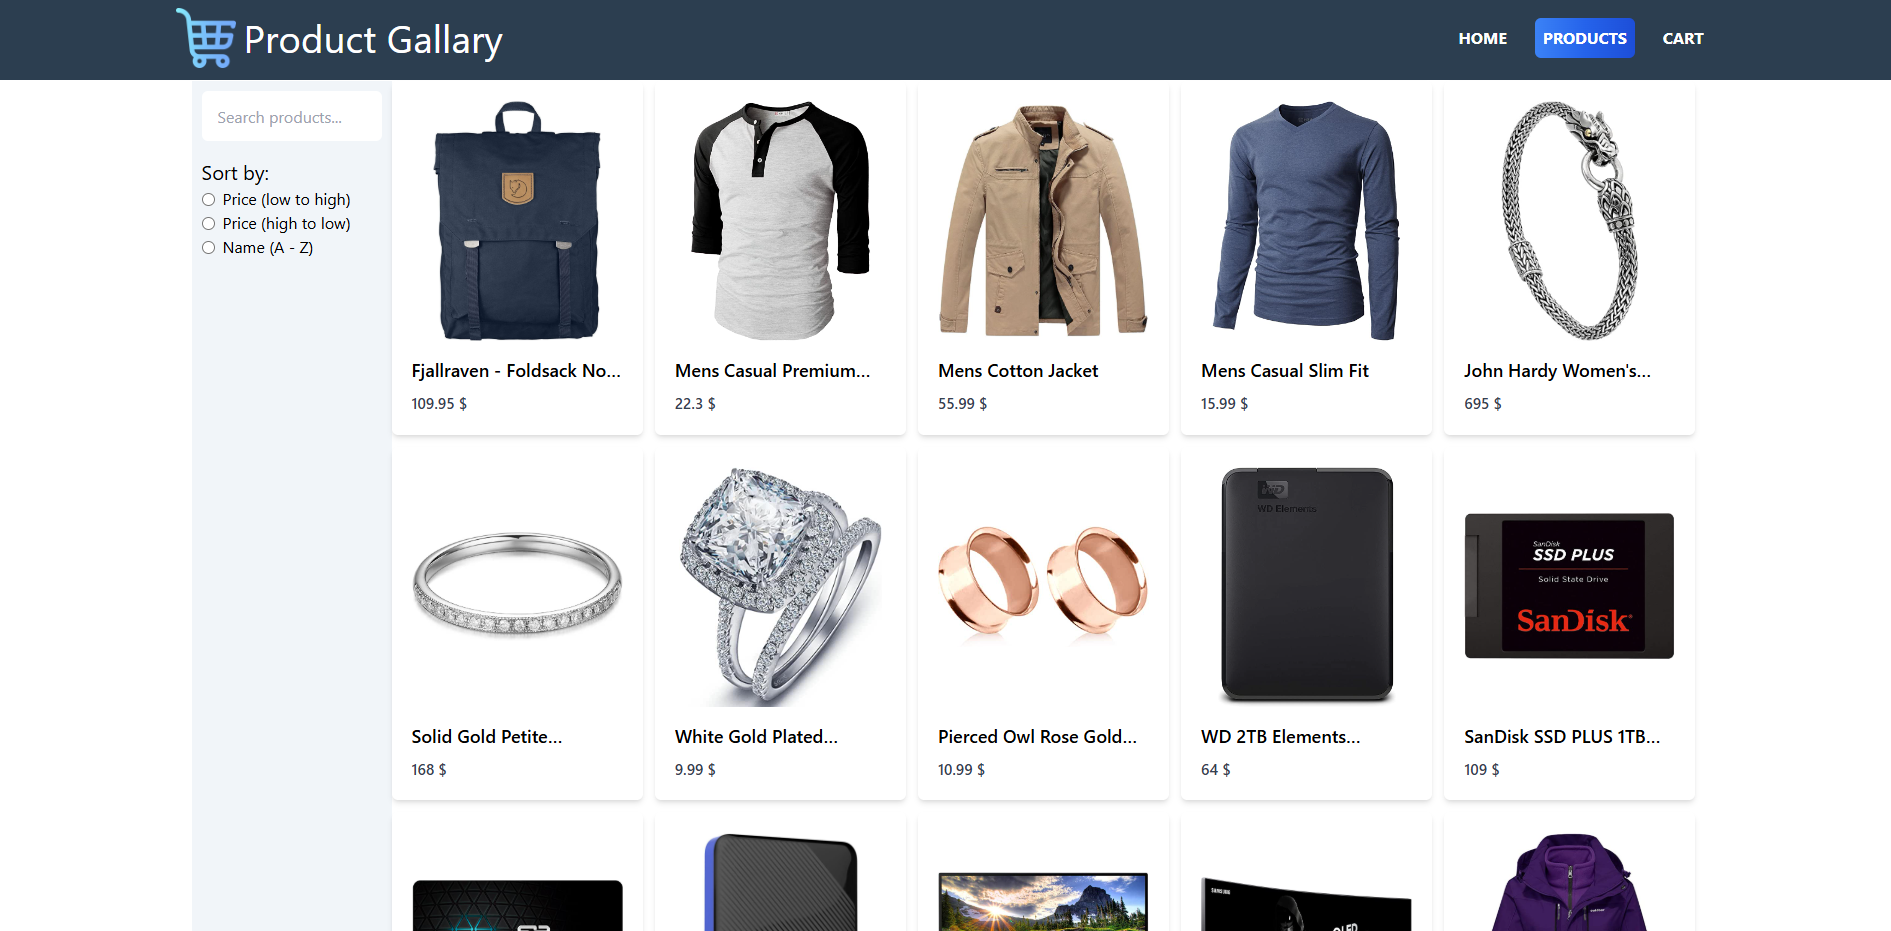 Product Gallary
HOME
PRODUCTS
CART
Search products...
Sort by:
Price (low to high)
Price (high to low)
Name (A - Z)
Fjallraven - Foldsack No...
109.95 $
Mens Casual Premium...
22.3 $
Mens Cotton Jacket
55.99 $
Mens Casual Slim Fit
15.99 $
John Hardy Women's...
695 $
WD
WD Elements
SanDisk
SSD PLUS
Solid State Drive
SanDisk
Solid Gold Petite...
168 $
White Gold Plated...
9.99 $
Pierced Owl Rose Gold...
10.99 $
WD 2TB Elements...
64 $
SanDisk SSD PLUS 1TB...
109 $
SAMSUNG